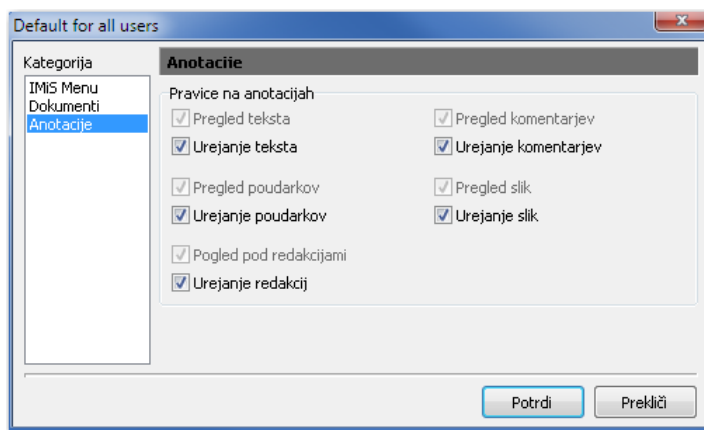 Default for all users
Kategorija
IMiS Menu
Dokumenti
Anotacije
Anotacije
Pravice na anotacijah
Pregled teksta
Pregled komentarjev
Urejanje teksta
Urejanje komentarjev
Pregled poudarkov
Pregled slik
Urejanje poudarkov
Urejanje slik
Pogled pod redakcijami
Urejanje redakcij
Potrdi
Prekliči